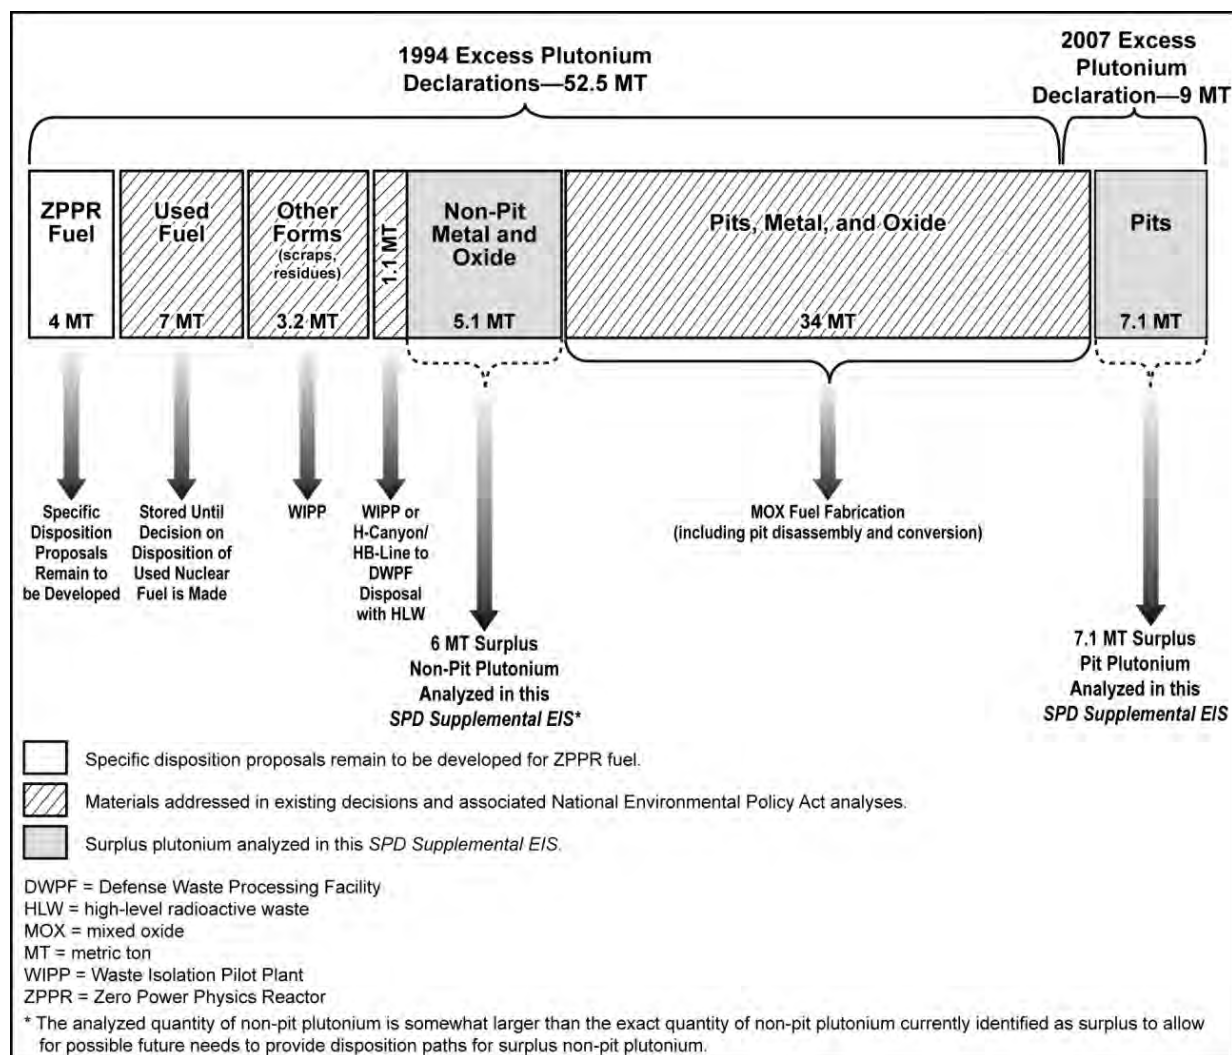 1994 Excess Plutonium
Declarations—52.5 MT
2007 Excess
Plutonium
Declaration—9 MT
ZPPR
Fuel
4 MT
Used
Fuel
7 MT
Other
Forms
(scraps,
residues)
3.2 MT
1.1 MT
Non-Pit
Metal and
Oxide
5.1 MT
Pits, Metal, and Oxide
34 MT
Pits
7.1 MT
Specific
Disposition
Proposals
Remain to
be Developed
Stored Until
Decision on
Disposition of
Used Nuclear
Fuel is Made
WIPP
WIPP or
H-Canyon/
HB-Line to
DWPF
Disposal
with HLW
6 MT Surplus
Non-Pit Plutonium
Analyzed in this
SPD Supplemental EIS*
MOX Fuel Fabrication
(including pit disassembly and conversion)
7.1 MT Surplus
Pit Plutonium
Analyzed in this
SPD Supplemental EIS
Specific disposition proposals remain to be developed for ZPPR fuel.
Materials addressed in existing decisions and associated National Environmental Policy Act analyses.
Surplus plutonium analyzed in this SPD Supplemental EIS.
DWPF = Defense Waste Processing Facility
HLW = high-level radioactive waste
MOX = mixed oxide
MT = metric ton
WIPP = Waste Isolation Pilot Plant
ZPPR = Zero Power Physics Reactor
* The analyzed quantity of non-pit plutonium is somewhat larger than the exact quantity of non-pit plutonium currently identified as surplus to allow
for possible future needs to provide disposition paths for surplus non-pit plutonium.